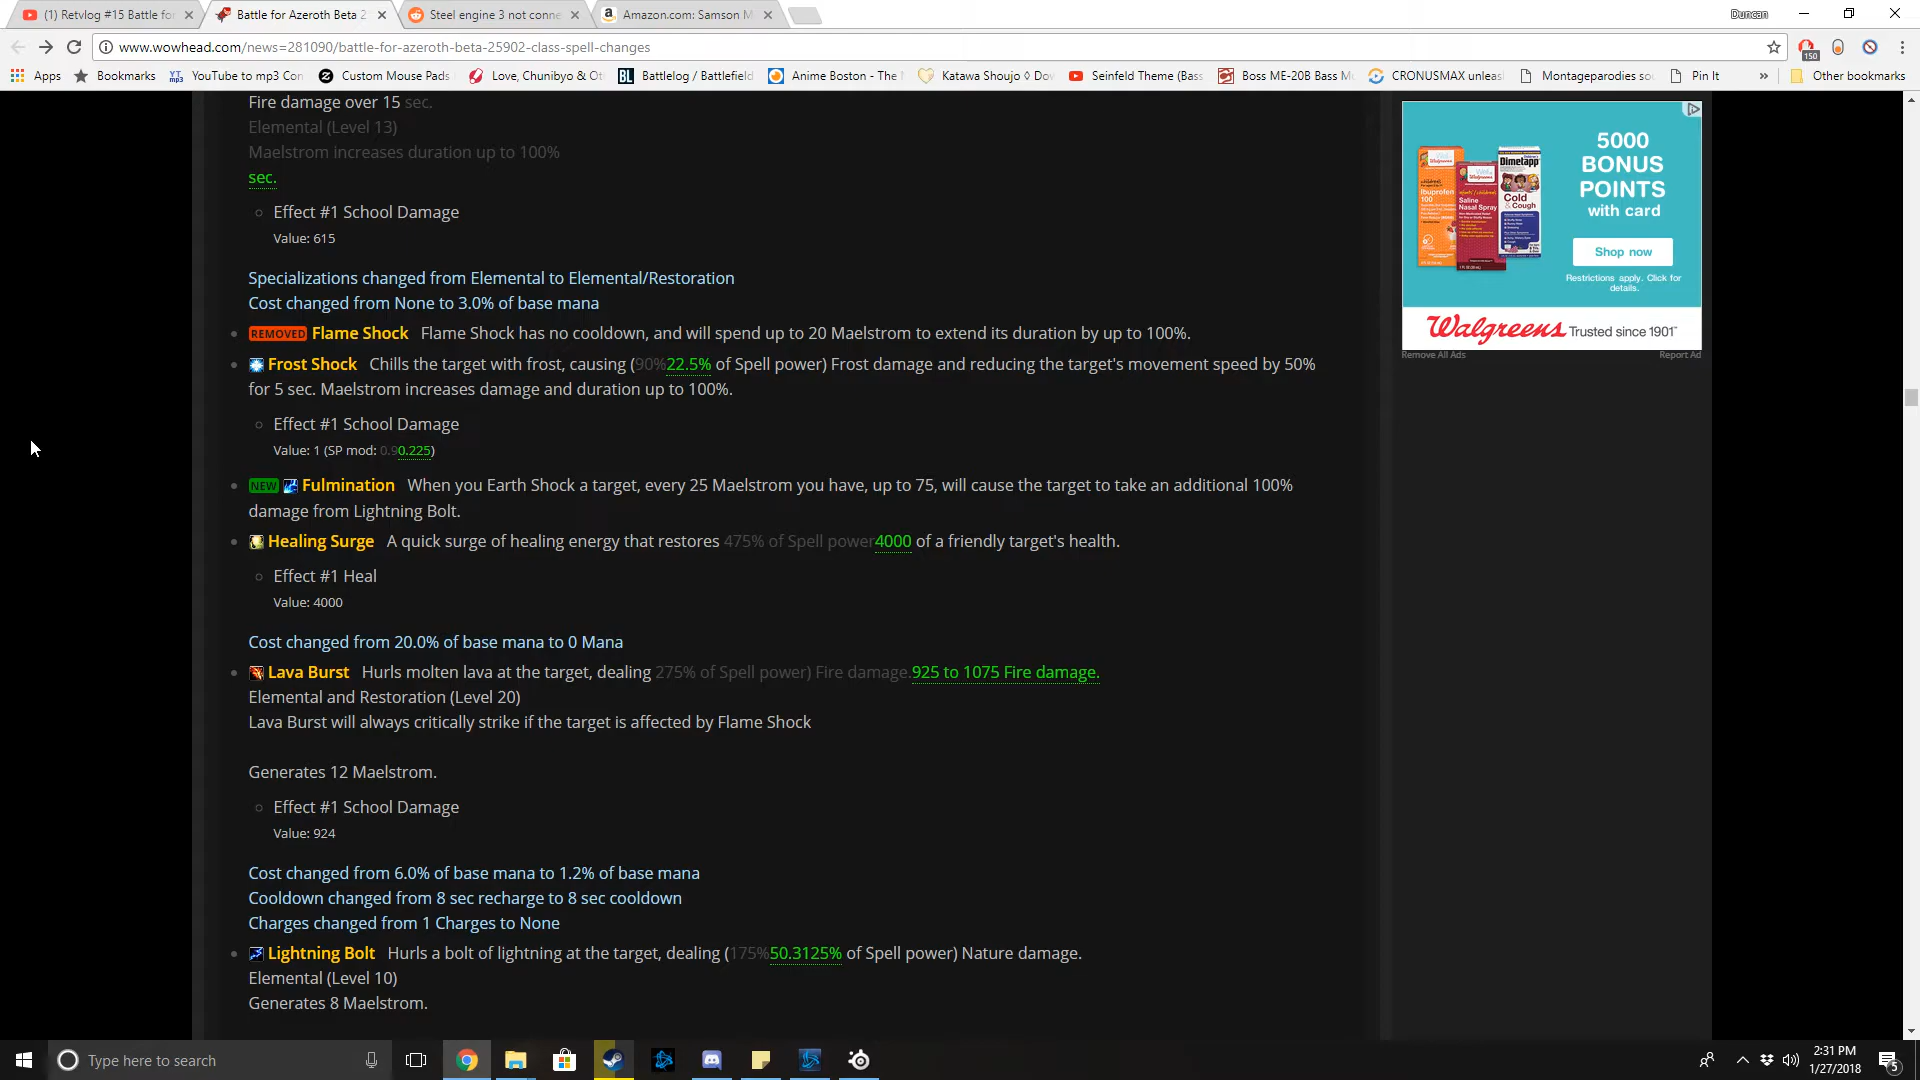 (1) Retvlog #15 Battle for
Battle for Azeroth Beta 2
Steel engine 3 not conne
Amazon.com: Samson M
Duncan
www.wowhead.com/news=281090/battle-for-azeroth-beta-25902-class-spell-changes
150
Apps
Bookmarks
YouTube to mp3 Con
Custom Mouse Pads
Love, Chunibyo & Ot
Battlelog / Battlefield
Anime Boston - The
Katawa Shoujo ◊ Dov
Seinfeld Theme (Bass
Boss ME-20B Bass M
CRONUSMAX unleas
Montageparodies so
Pin It
»
Other bookmarks
Fire damage over 15 sec.
Elemental (Level 13)
Maelstrom increases duration up to 100%
sec.
Effect #1 School Damage
Value: 615
Specializations changed from Elemental to Elemental/Restoration
Cost changed from None to 3.0% of base mana
REMOVED Flame Shock Flame Shock has no cooldown, and will spend up to 20 Maelstrom to extend its duration by up to 100%.
Frost Shock Chills the target with frost, causing (90%22.5% of Spell power) Frost damage and reducing the target's movement speed by 50%
for 5 sec. Maelstrom increases damage and duration up to 100%.
Effect #1 School Damage
Value: 1 (SP mod: 0.90.225)
NEW Fulmination When you Earth Shock a target, every 25 Maelstrom you have, up to 75, will cause the target to take an additional 100%
damage from Lightning Bolt.
Healing Surge A quick surge of healing energy that restores 475% of Spell power4000 of a friendly target's health.
Effect #1 Heal
Value: 4000
Cost changed from 20.0% of base mana to 0 Mana
Lava Burst Hurls molten lava at the target, dealing 275% of Spell power) Fire damage.925 to 1075 Fire damage.
Elemental and Restoration (Level 20)
Lava Burst will always critically strike if the target is affected by Flame Shock
Generates 12 Maelstrom.
Effect #1 School Damage
Value: 924
Cost changed from 6.0% of base mana to 1.2% of base mana
Cooldown changed from 8 sec recharge to 8 sec cooldown
Charges changed from 1 Charges to None
Lightning Bolt Hurls a bolt of lightning at the target, dealing (175%50.3125% of Spell power) Nature damage.
Elemental (Level 10)
Generates 8 Maelstrom.
5000
BONUS
POINTS
with card
Shop now
Restrictions apply. Click for
details.
Dimetapp
Cold &
Cough
Ibuprofen
100
Saline
Nasal Spray
Walgreens Trusted since 1901
Remove All Ads
Report Ad
Type here to search
2:31 PM
1/27/2018
5